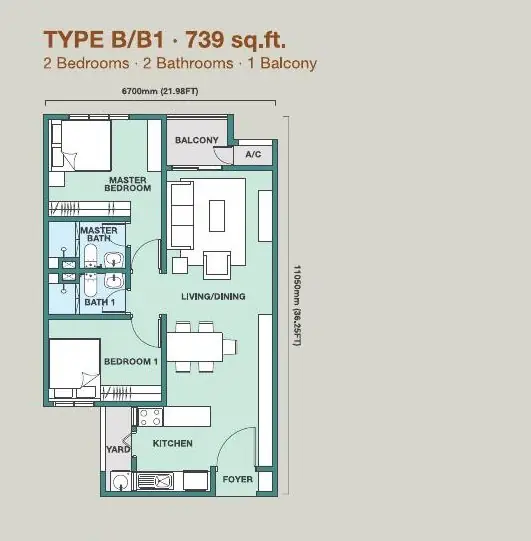 TYPE B/B1 · 739 sq.ft.
2 Bedrooms · 2 Bathrooms · 1 Balcony
6700mm (21.98FT)
BALCONY
A/C
MASTER
BEDROOM
MASTER
BATH
BATH 1
LIVING/DINING
11050mm (36.25FT)
BEDROOM 1
YARD
KITCHEN
FOYER